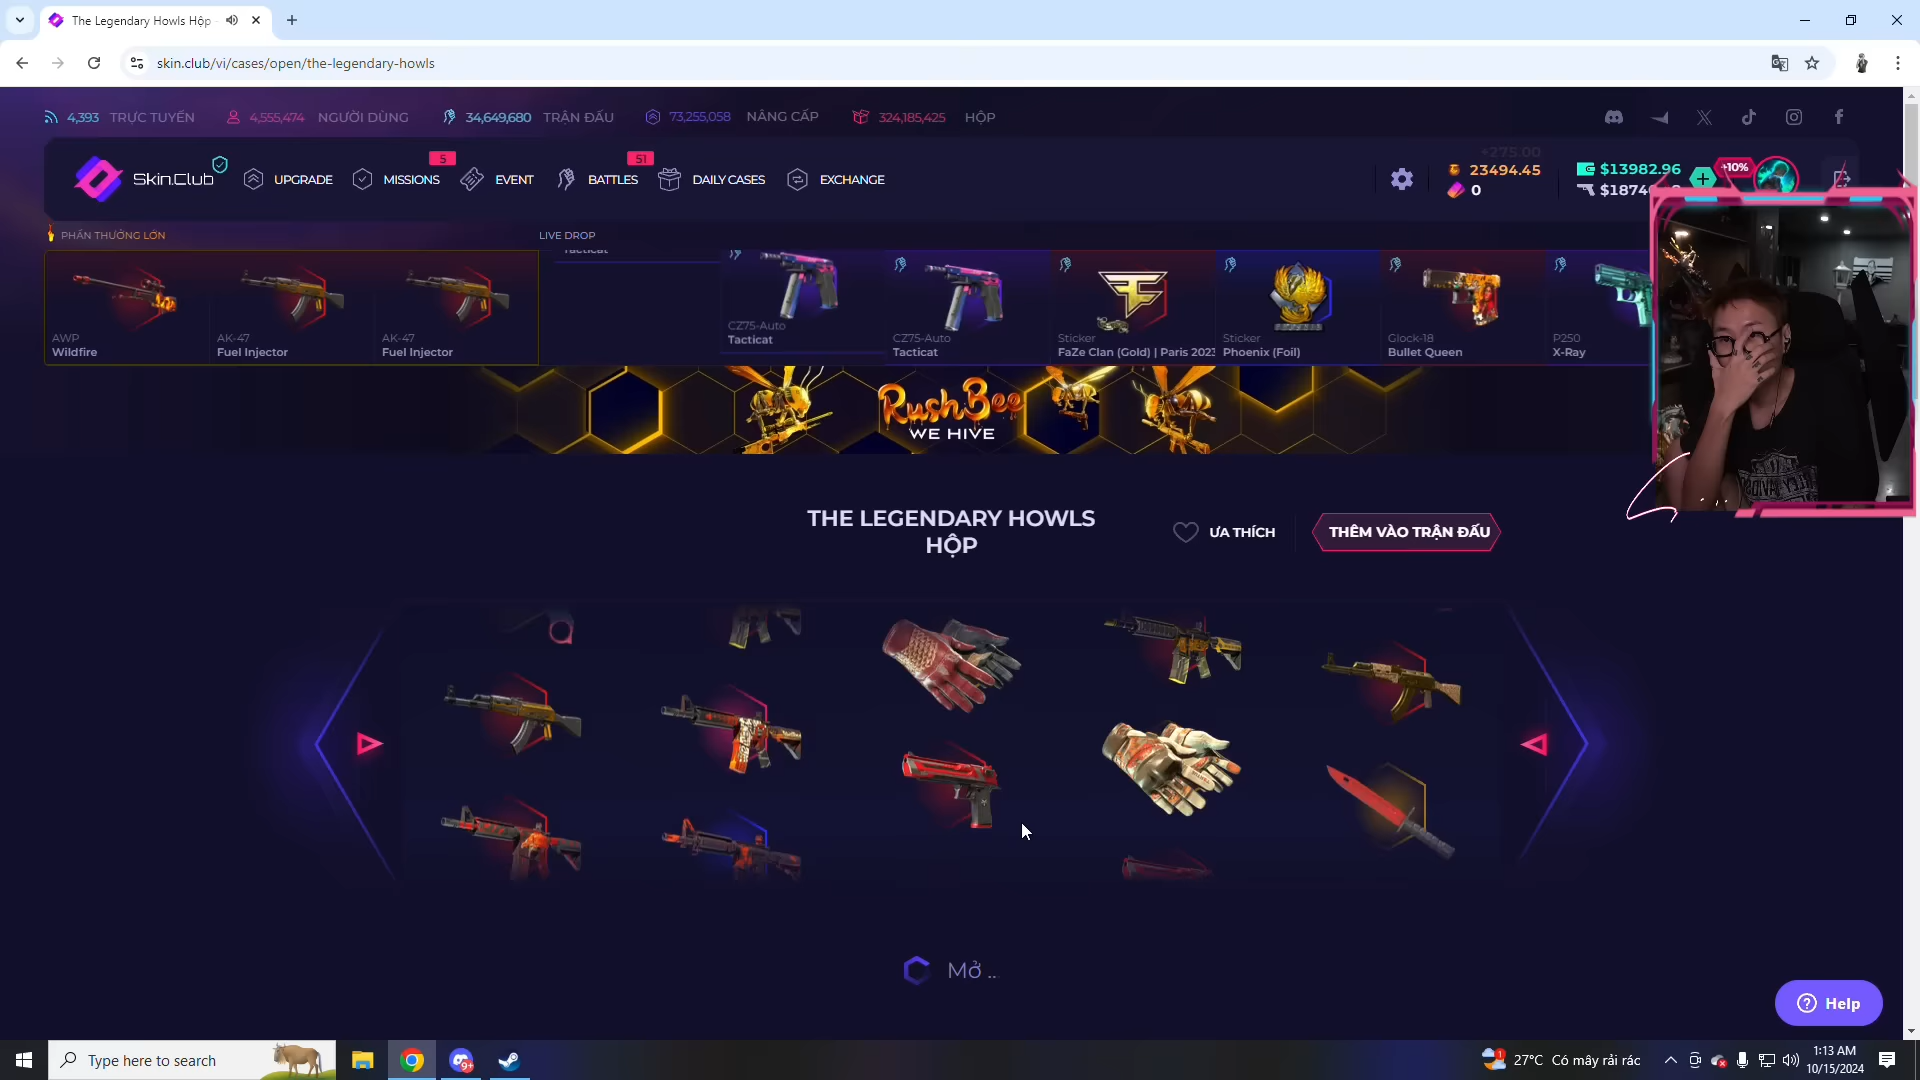 The Legendary Howls Hộp
skin.club/vi/cases/open/the-legendary-howls
4,393 TRỰC TUYẾN
4,555,474 NGƯỜI DÙNG
34,649,680 TRẬN ĐẤU
73,255,058 NÂNG CẤP
324,185,425 HỘP
Skin.Club
UPGRADE
5
MISSIONS
EVENT
51
BATTLES
DAILY CASES
EXCHANGE
+275.00
23494.45
0
$13982.96
$1874
+10%
PHẦN THƯỞNG LỚN
LIVE DROP
AWP
Wildfire
AK-47
Fuel Injector
AK-47
Fuel Injector
Tacticat
CZ75-Auto
Tacticat
CZ75-Auto
Tacticat
Sticker
FaZe Clan (Gold) | Paris 2023
Sticker
Phoenix (Foil)
Glock-18
Bullet Queen
P250
X-Ray
RushBee
WE HIVE
THE LEGENDARY HOWLS
HỘP
ƯA THÍCH
THÊM VÀO TRẬN ĐẤU
Mở ...
Help
Type here to search
9+
1
27°C Có mây rải rác
1:13 AM
10/15/2024